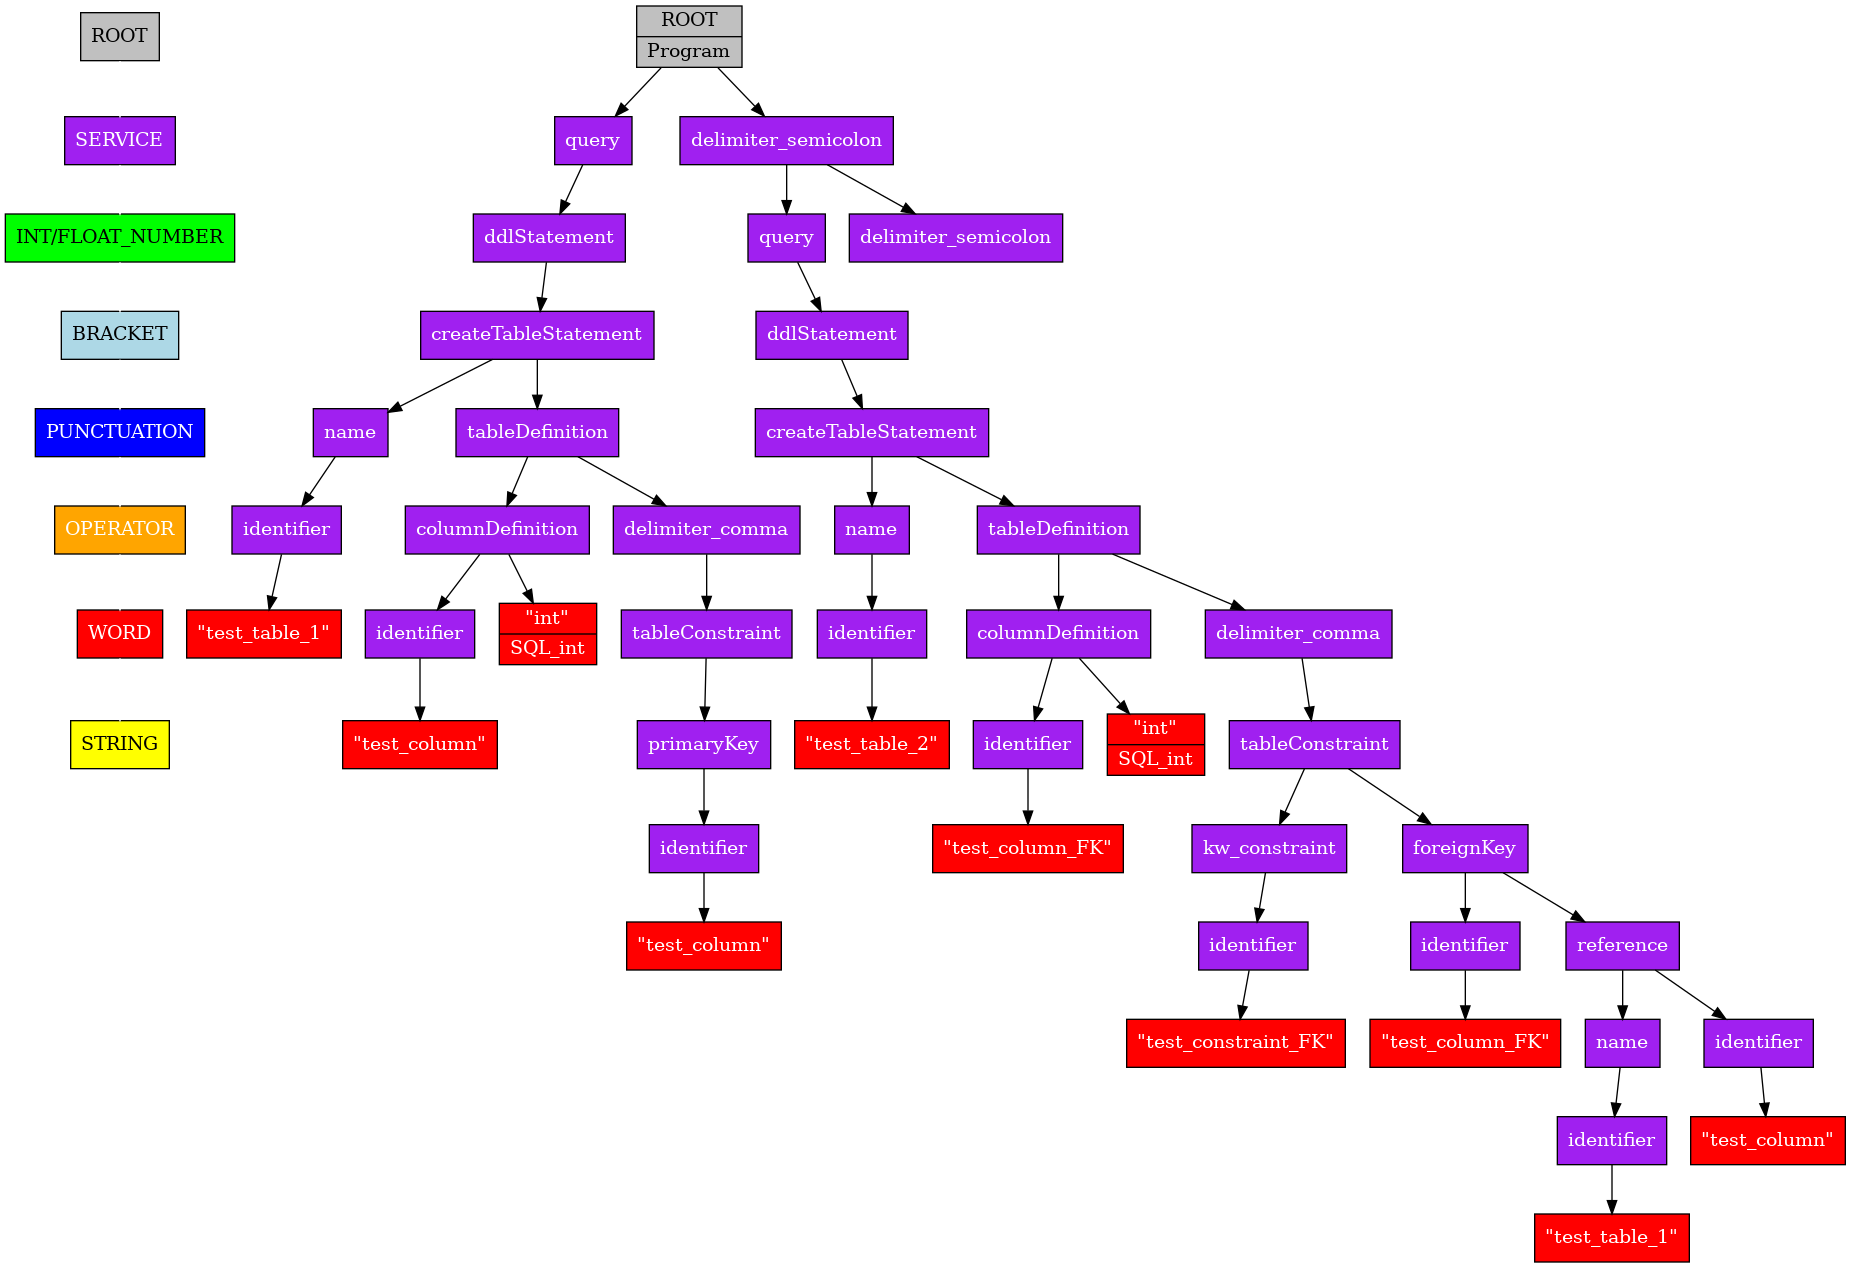 ROOT
ROOT
Program
SERVICE
query
delimiter_semicolon
INT/FLOAT_NUMBER
ddlStatement
query
delimiter_semicolon
BRACKET
createTableStatement
ddlStatement
PUNCTUATION
name
tableDefinition
createTableStatement
OPERATOR
identifier
columnDefinition
delimiter_comma
name
tableDefinition
WORD
"test_table_1"
identifier
"int"
SQL_int
tableConstraint
identifier
columnDefinition
delimiter_comma
STRING
"test_column"
primaryKey
"test_table_2"
identifier
"int"
SQL_int
tableConstraint
identifier
"test_column_FK"
kw_constraint
foreignKey
"test_column"
identifier
identifier
reference
"test_constraint_FK"
"test_column_FK"
name
identifier
identifier
"test_column"
"test_table_1"